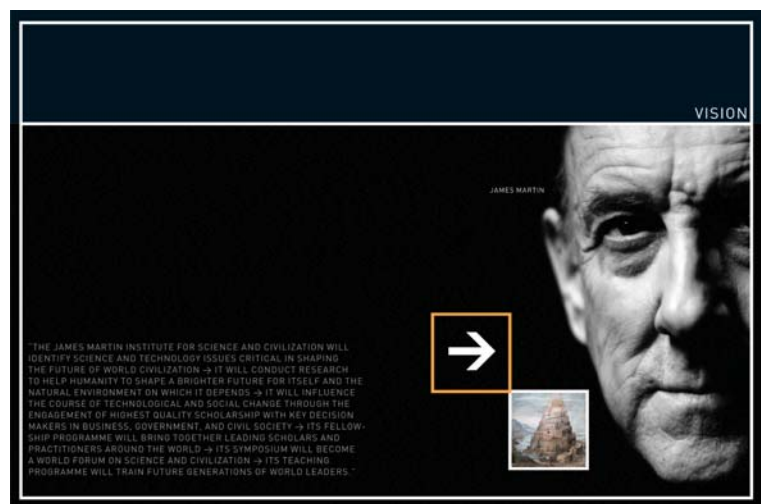 VISION
JAMES MARTIN
"THE JAMES MARTIN INSTITUTE FOR SCIENCE AND CIVILIZATION WILL
IDENTIFY SCIENCE AND TECHNOLOGY ISSUES CRITICAL IN SHAPING
THE FUTURE OF WORLD CIVILIZATION → IT WILL CONDUCT RESEARCH
TO HELP HUMANITY TO SHAPE A BRIGHTER FUTURE FOR ITSELF AND THE
NATURAL ENVIRONMENT ON WHICH IT DEPENDS → IT WILL INFLUENCE
THE COURSE OF TECHNOLOGICAL AND SOCIAL CHANGE THROUGH THE
ENGAGEMENT OF HIGHEST QUALITY SCHOLARSHIP WITH KEY DECISION
MAKERS IN BUSINESS, GOVERNMENT, AND CIVIL SOCIETY → ITS FELLOW-
SHIP PROGRAMME WILL BRING TOGETHER LEADING SCHOLARS AND
PRACTITIONERS AROUND THE WORLD → ITS SYMPOSIUM WILL BECOME
A WORLD FORUM ON SCIENCE AND CIVILIZATION → ITS TEACHING
PROGRAMME WILL TRAIN FUTURE GENERATIONS OF WORLD LEADERS."